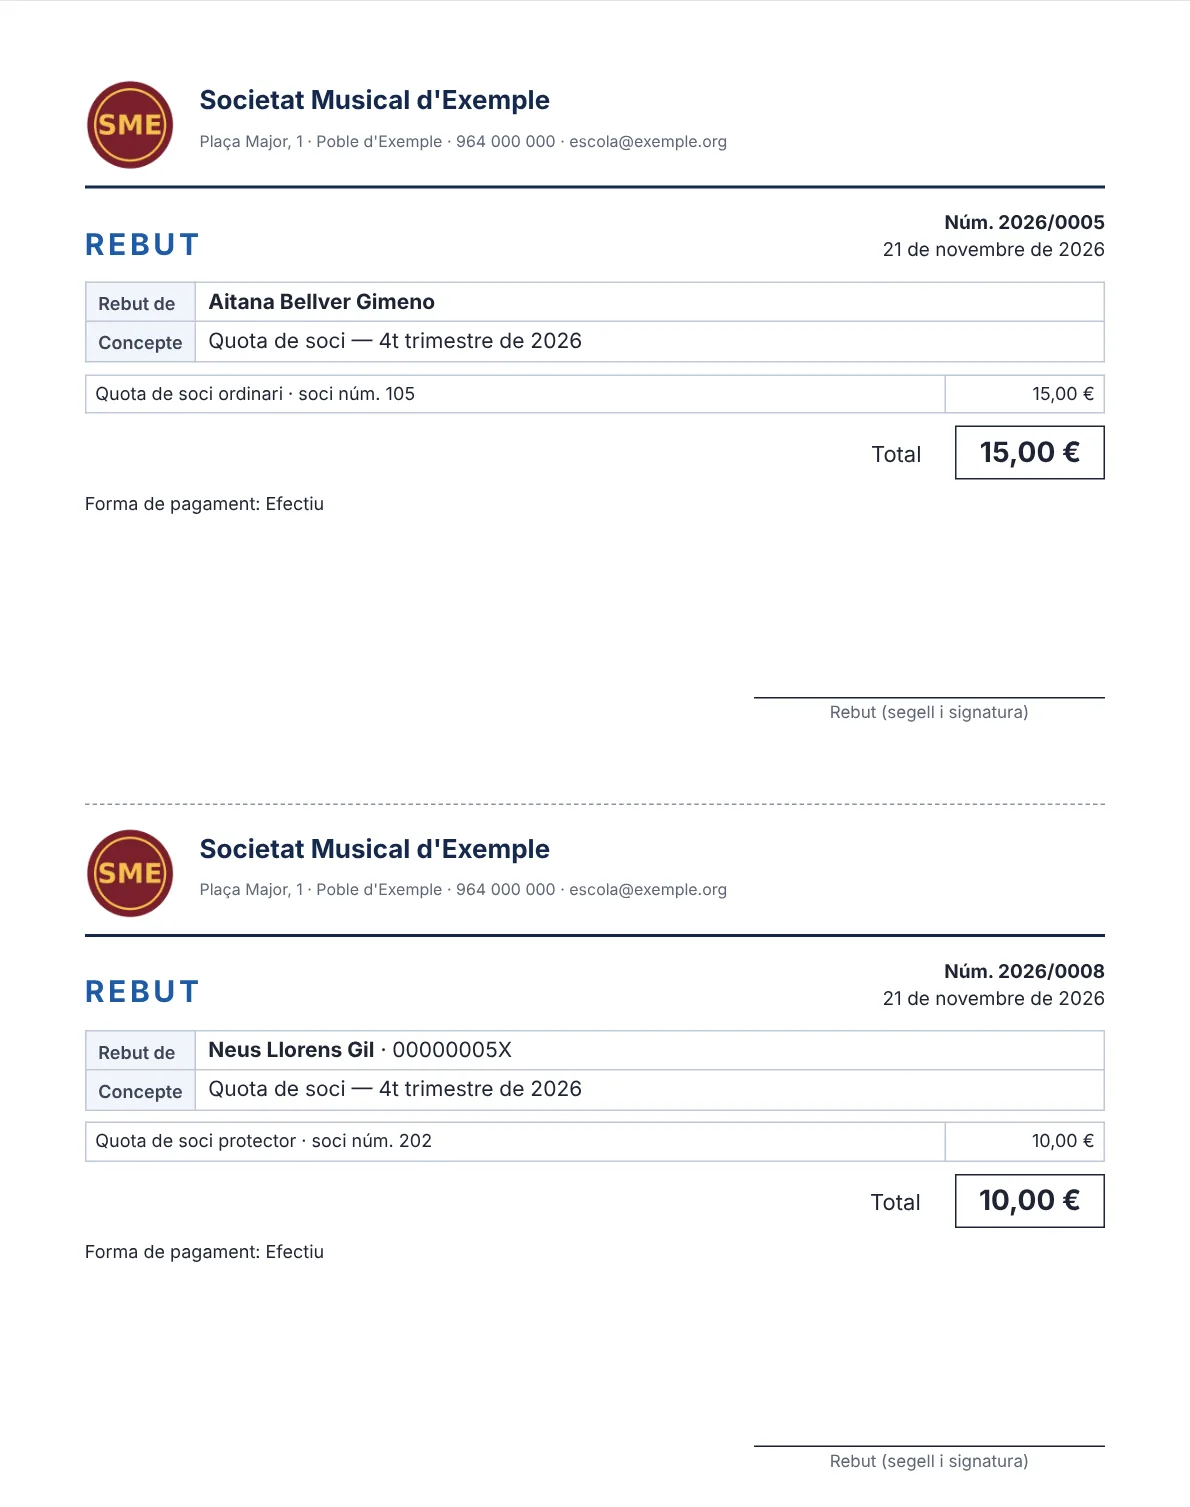 SME
Societat Musical d'Exemple
Plaça Major, 1 · Poble d'Exemple · 964 000 000 · escola@exemple.org
REBUT
Núm. 2026/0005
21 de novembre de 2026
Rebut de Aitana Bellver Gimeno
Concepte Quota de soci — 4t trimestre de 2026
Quota de soci ordinari · soci núm. 105 15,00 €
Total 15,00 €
Forma de pagament: Efectiu
Rebut (segell i signatura)
SME
Societat Musical d'Exemple
Plaça Major, 1 · Poble d'Exemple · 964 000 000 · escola@exemple.org
REBUT
Núm. 2026/0008
21 de novembre de 2026
Rebut de Neus Llorens Gil · 00000005X
Concepte Quota de soci — 4t trimestre de 2026
Quota de soci protector · soci núm. 202 10,00 €
Total 10,00 €
Forma de pagament: Efectiu
Rebut (segell i signatura)